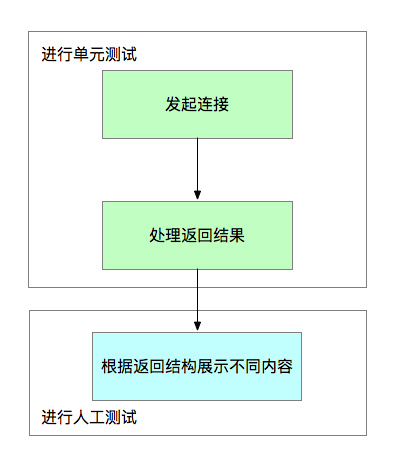 进行单元测试
发起连接
处理返回结果
根据返回结构展示不同内容
进行人工测试